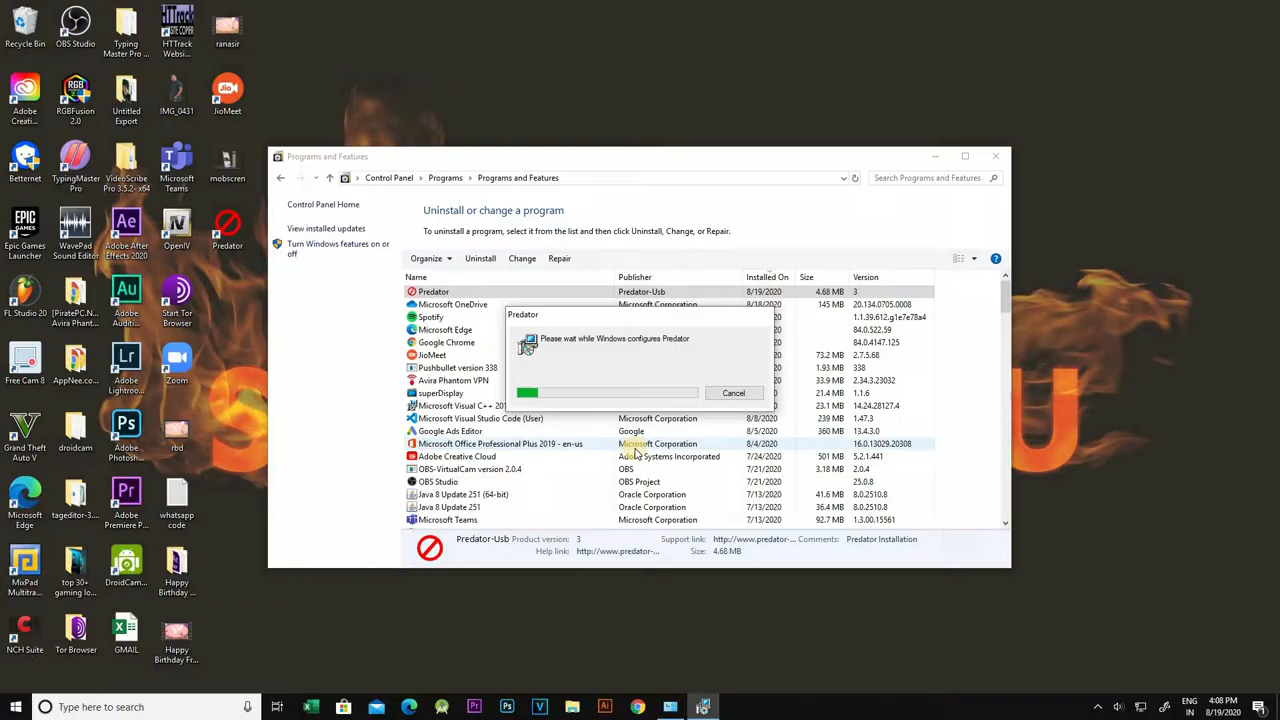 Recycle Bin
OBS Studio
Typing
Master Pro ...
HTTrack
Websi...
ranasir
Adobe
Creati...
RGBFusion
2.0
Untitled
Export
IMG_0431
JioMeet
Betternet
TypingMaster
Pro
VideoScribe
Pro 3.5.2- x64
Microsoft
Teams
mobscren
Epic Games
Launcher
WavePad
Sound Editor
Adobe After
Effects 2020
OpenIV
Predator
FL Studio 20
[PiratePC.N...
Imagin...
Adobe
Auditi...
Start Tor
Browser
Free Cam 8
AppNee.co...
Adobe
Lightro...
Zoom
Grand Theft
Auto V
droidcam
Adobe
Photosh...
rbd
Microsoft
Edge
tageditor-3....
Adobe
Premiere P...
whatsapp
code
MixPad
Multitra...
top 30+
gaming lo...
DroidCam...
Happy
Birthday ...
NCH Suite
Tor Browser
GMAIL
Happy
Birthday Fr...
Programs and Features
Control Panel > Programs > Programs and Features
Search Programs and Features
Control Panel Home
View installed updates
Turn Windows features on or
off
Uninstall or change a program
To uninstall a program, select it from the list and then click Uninstall, Change, or Repair.
Organize Uninstall Change Repair
Name Publisher Installed On Size Version
Predator Predator-Usb 8/19/2020 4.68 MB 3
Microsoft OneDrive Microsoft Corporation 8/18/2020 145 MB 20.134.0705.0008
Spotify 1.1.39.612.g1e7e78a4
Microsoft Edge 84.0.522.59
Google Chrome 84.0.4147.125
JioMeet 73.2 MB 2.7.5.68
Pushbullet version 338 1.93 MB 338
Avira Phantom VPN 33.9 MB 2.34.3.23032
superDisplay 21.4 MB 1.1.6
Microsoft Visual C++ 23.1 MB 14.24.28127.4
Microsoft Visual Studio Code (User) Microsoft Corporation 8/8/2020 260 MB 1.47.3
Google Ads Editor Google 8/5/2020 360 MB 13.4.3.0
Microsoft Office Professional Plus 2019 - en-us Microsoft Corporation 8/4/2020 16.0.13029.20308
Adobe Creative Cloud Adobe Systems Incorporated 7/24/2020 501 MB 5.2.1.441
OBS-VirtualCam version 2.0.4 OBS 7/21/2020 3.18 MB 2.0.4
OBS Studio OBS Project 7/21/2020 25.0.8
Java 8 Update 251 (64-bit) Oracle Corporation 7/13/2020 41.6 MB 8.0.2510.8
Java 8 Update 251 Oracle Corporation 7/13/2020 36.4 MB 8.0.2510.8
Microsoft Teams Microsoft Corporation 7/13/2020 92.7 MB 1.3.00.15561
Predator
Please wait while Windows configures Predator
Cancel
Predator-Usb Product version: 3 Support link: http://www.predator-... Comments: Predator Installation
Help link: http://www.predator-... Size: 4.68 MB
Type here to search
ENG
IN
4:08 PM
8/19/2020